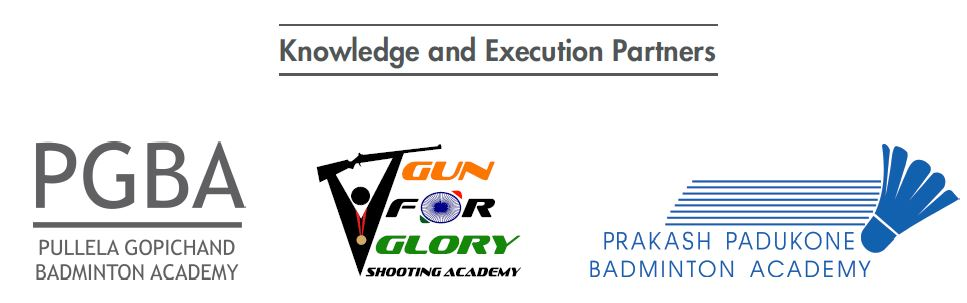 Knowledge and Execution Partners
PGBA
PULLELA GOPICHAND
BADMINTON ACADEMY
GUN
FOR
GLORY
SHOOTING ACADEMY
PRAKASH PADUKONE
BADMINTON ACADEMY